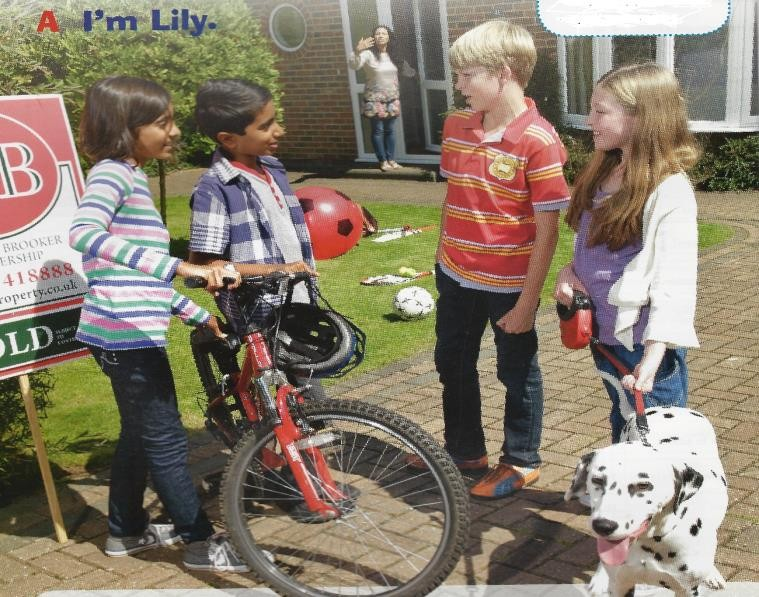 A I'm Lily.
B
BROOKER
ERSHIP
418888
roperty.co.uk
OLD